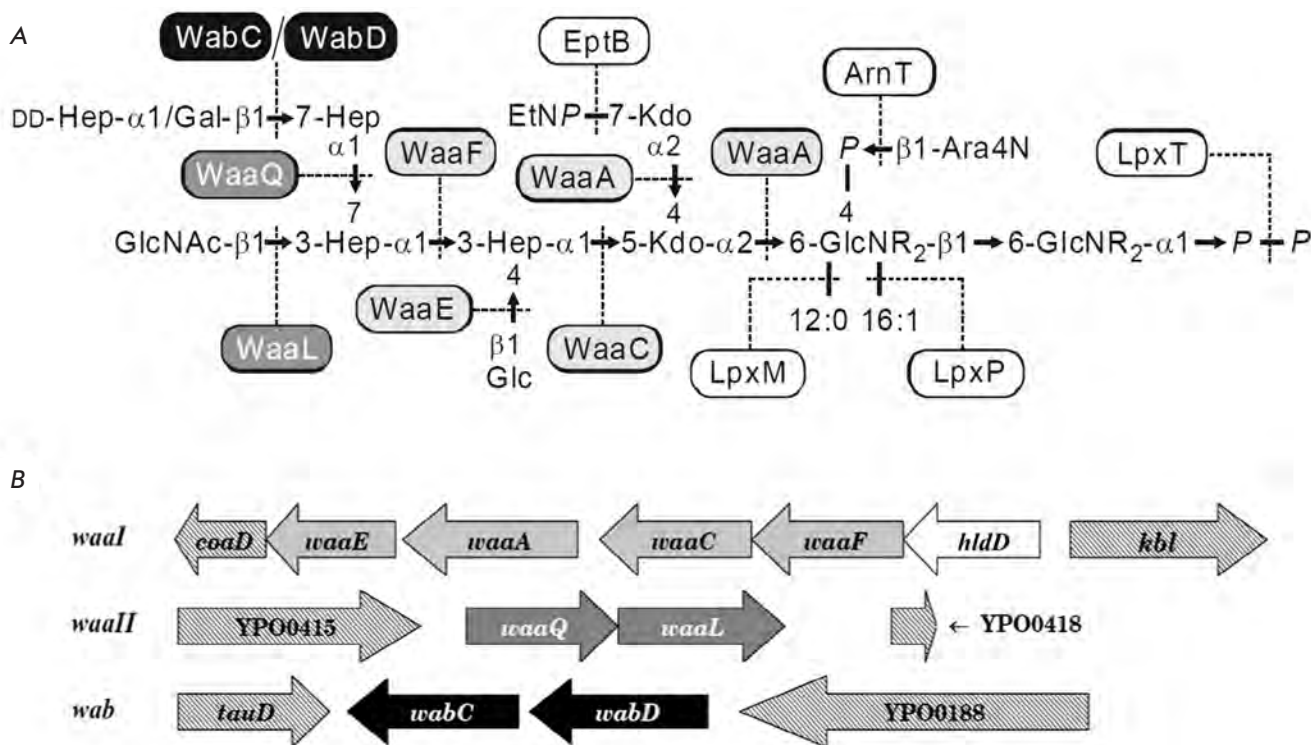 A
WabC / WabD
EptB
ArnT
DD-Hep-α1/Gal-β1 7-Hep
EtNP 7-Kdo
P β1-Ara4N
LpxT
WaaQ
α1
WaaF
WaaA
α2
WaaA
7
4
4
GlcNAc-β1 3-Hep-α1 3-Hep-α1 5-Kdo-α2 6-GlcNR2-β1 6-GlcNR2-α1 P P
4
WaaE
12:0 16:1
WaaL
β1
WaaC
Glc
LpxM
LpxP
B
waaI coaD waaE waaA waaC waaF hldD kbl
waaII YPO0415 waaQ waaL ← YPO0418
wab tauD wabC wabD YPO0188